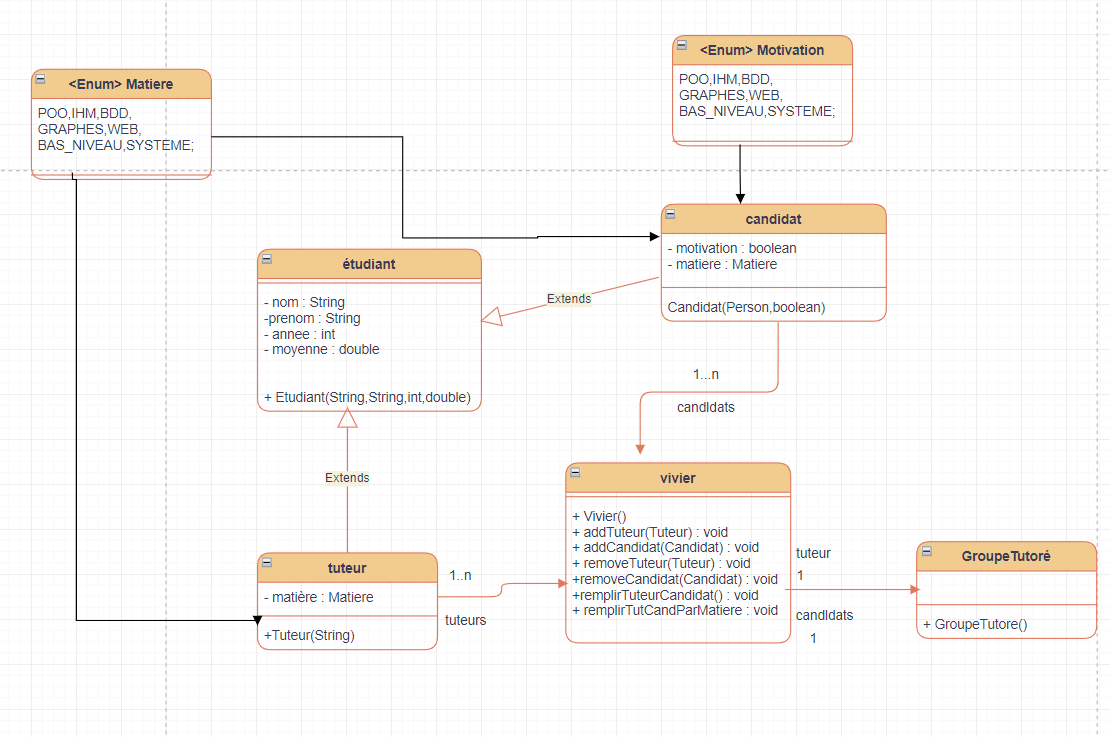 <Enum> Matiere
POO,IHM,BDD,
GRAPHES,WEB,
BAS_NIVEAU,SYSTEME;
<Enum> Motivation
POO,IHM,BDD,
GRAPHES,WEB,
BAS_NIVEAU,SYSTEME;
candidat
- motivation : boolean
- matiere : Matiere
Candidat(Person,boolean)
étudiant
- nom : String
-prenom : String
- annee : int
- moyenne : double
+ Etudiant(String,String,int,double)
Extends
1...n
candIdats
Extends
vivier
+ Vivier()
+ addTuteur(Tuteur) : void
+ addCandidat(Candidat) : void
+ removeTuteur(Tuteur) : void
+removeCandidat(Candidat) : void
+remplirTuteurCandidat() : void
+ remplirTutCandParMatiere : void
tuteur
- matière : Matiere
+Tuteur(String)
1..n
tuteurs
tuteur
1
candIdats
1
GroupeTutoré
+ GroupeTutore()